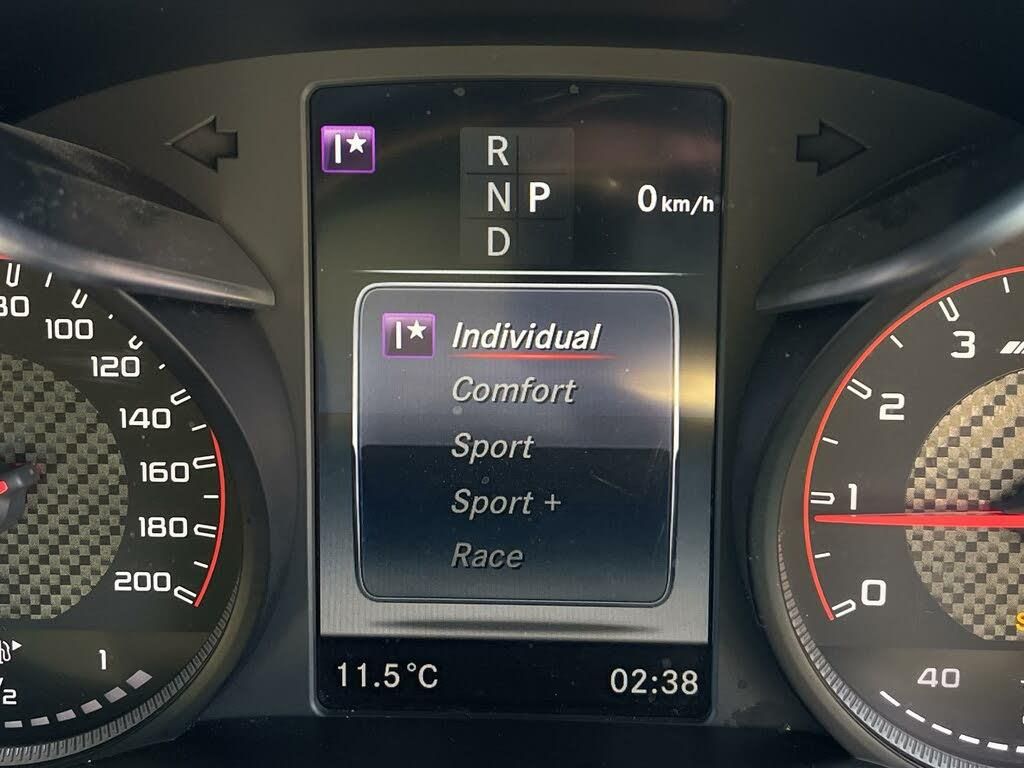 I★
R
N P
D
0 km/h
I★ Individual
Comfort
Sport
Sport +
Race
11.5°C
02:38
100
120
140
160
180
200
1
3
2
1
0
40